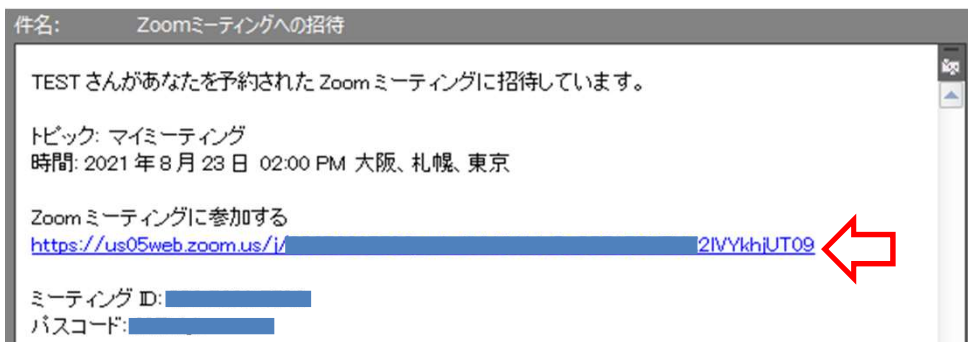 件名: Zoomミーティングへの招待
TEST さんがあなたを予約された Zoom ミーティングに招待しています。
トピック: マイミーティング
時間: 2021 年 8 月 23 日 02:00 PM 大阪、札幌、東京
Zoom ミーティングに参加する
https://us05web.zoom.us/j/ 2lVYkhjUT09
ミーティング ID:
パスコード: